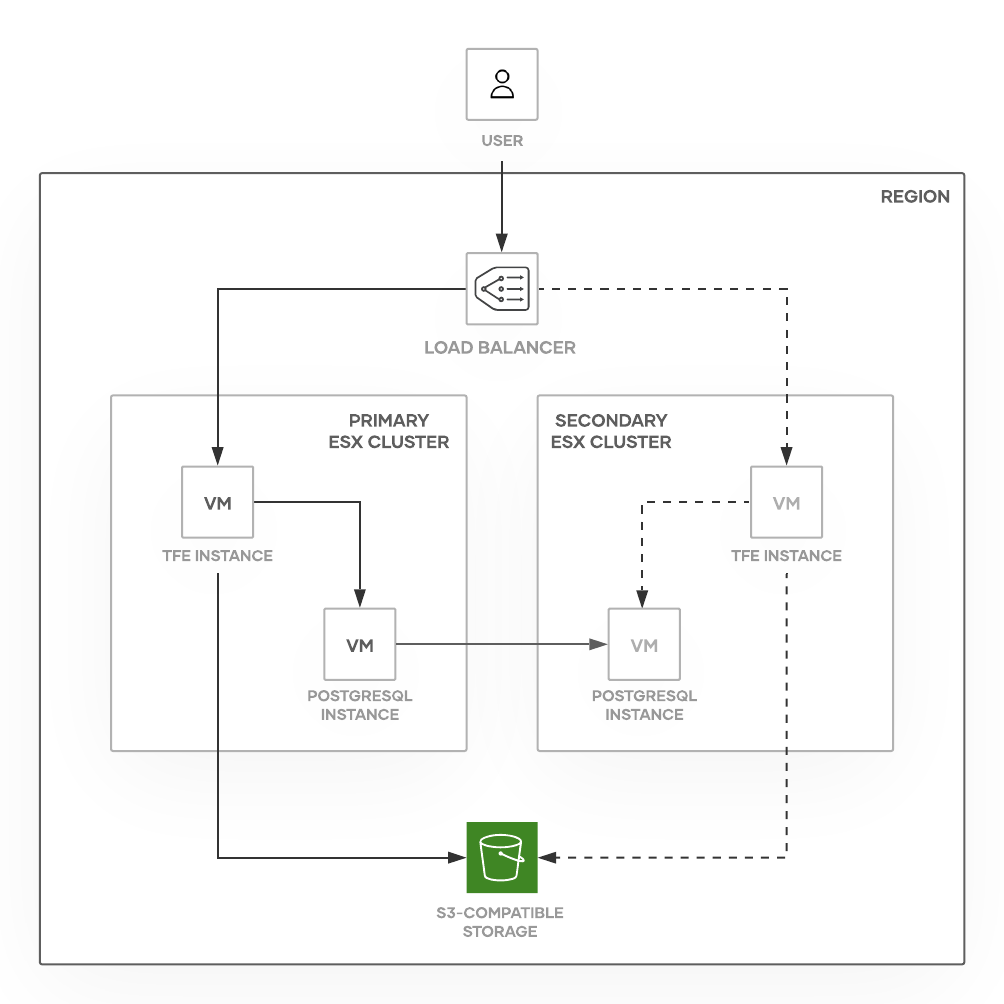 USER
REGION
LOAD BALANCER
PRIMARY
ESX CLUSTER
SECONDARY
ESX CLUSTER
VM
TFE INSTANCE
VM
TFE INSTANCE
VM
POSTGRESQL
INSTANCE
VM
POSTGRESQL
INSTANCE
S3-COMPATIBLE
STORAGE